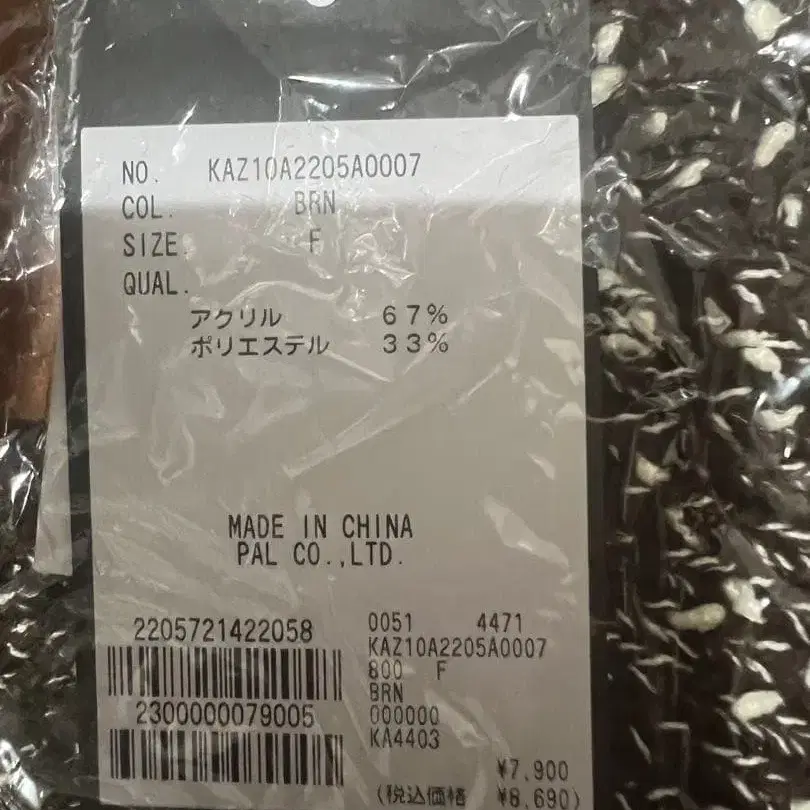 NO. KAZ10A2205A0007
COL. BRN
SIZE. F
QUAL.
アクリル 67%
ポリエステル 33%
MADE IN CHINA
PAL CO.,LTD.
2205721422058
2300000079005
0051 4471
KAZ10A2205A0007
800 F
BRN
000000
KA4403
¥7,900
(税込価格 ¥8,690)